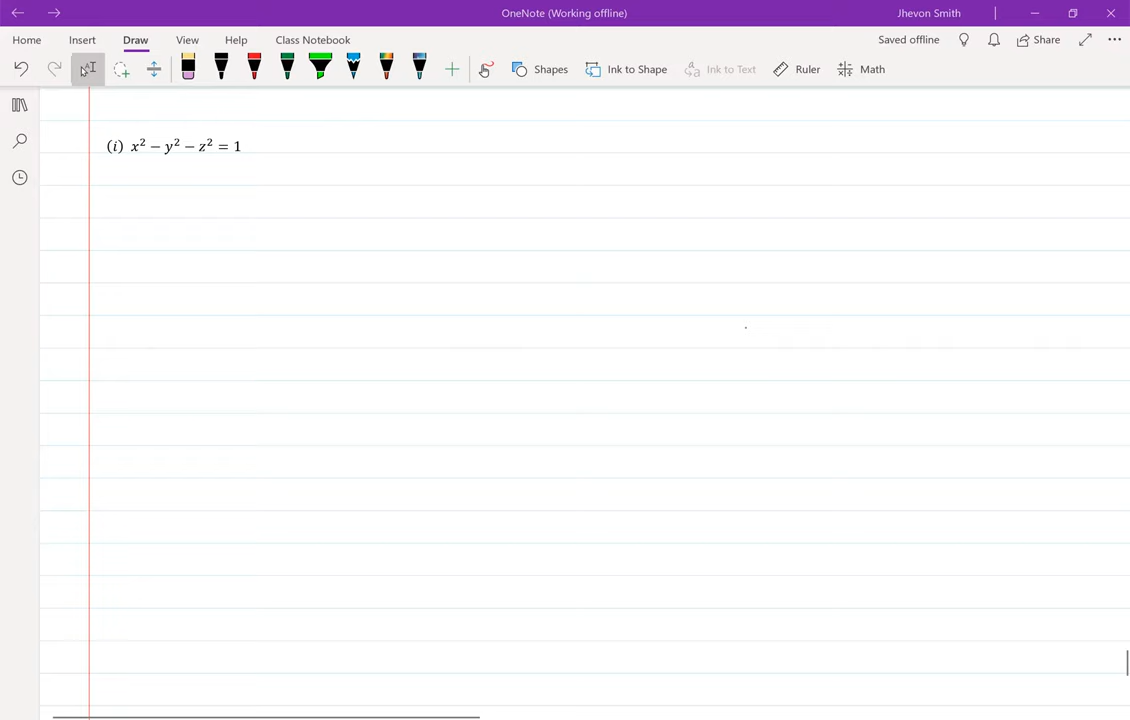 OneNote (Working offline)
Jhevon Smith
Home Insert Draw View Help Class Notebook
Saved offline
Share
Shapes
Ink to Shape
Ink to Text
Ruler
Math
(i) x² − y² − z² = 1